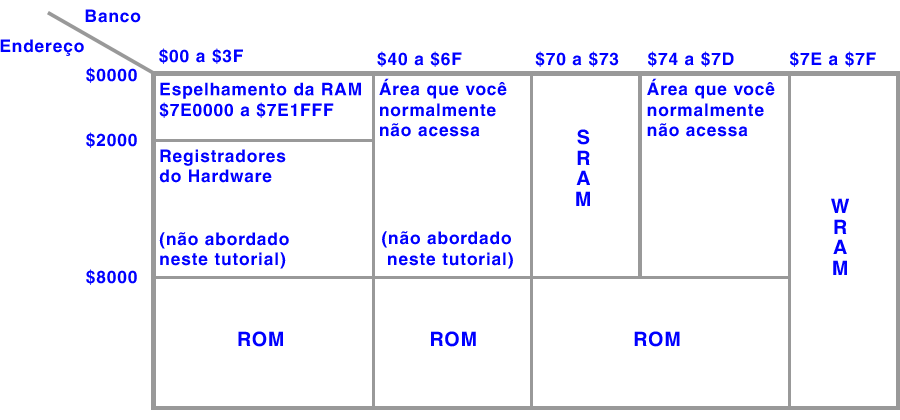 Banco
Endereço
$00 a $3F
$40 a $6F
$70 a $73
$74 a $7D
$7E a $7F
$0000
Espelhamento da RAM
$7E0000 a $7E1FFF
Área que você
normalmente
não acessa
Área que você
normalmente
não acessa
$2000
Registradores
do Hardware
S
R
A
M
W
R
A
M
(não abordado
neste tutorial)
(não abordado
neste tutorial)
$8000
ROM
ROM
ROM